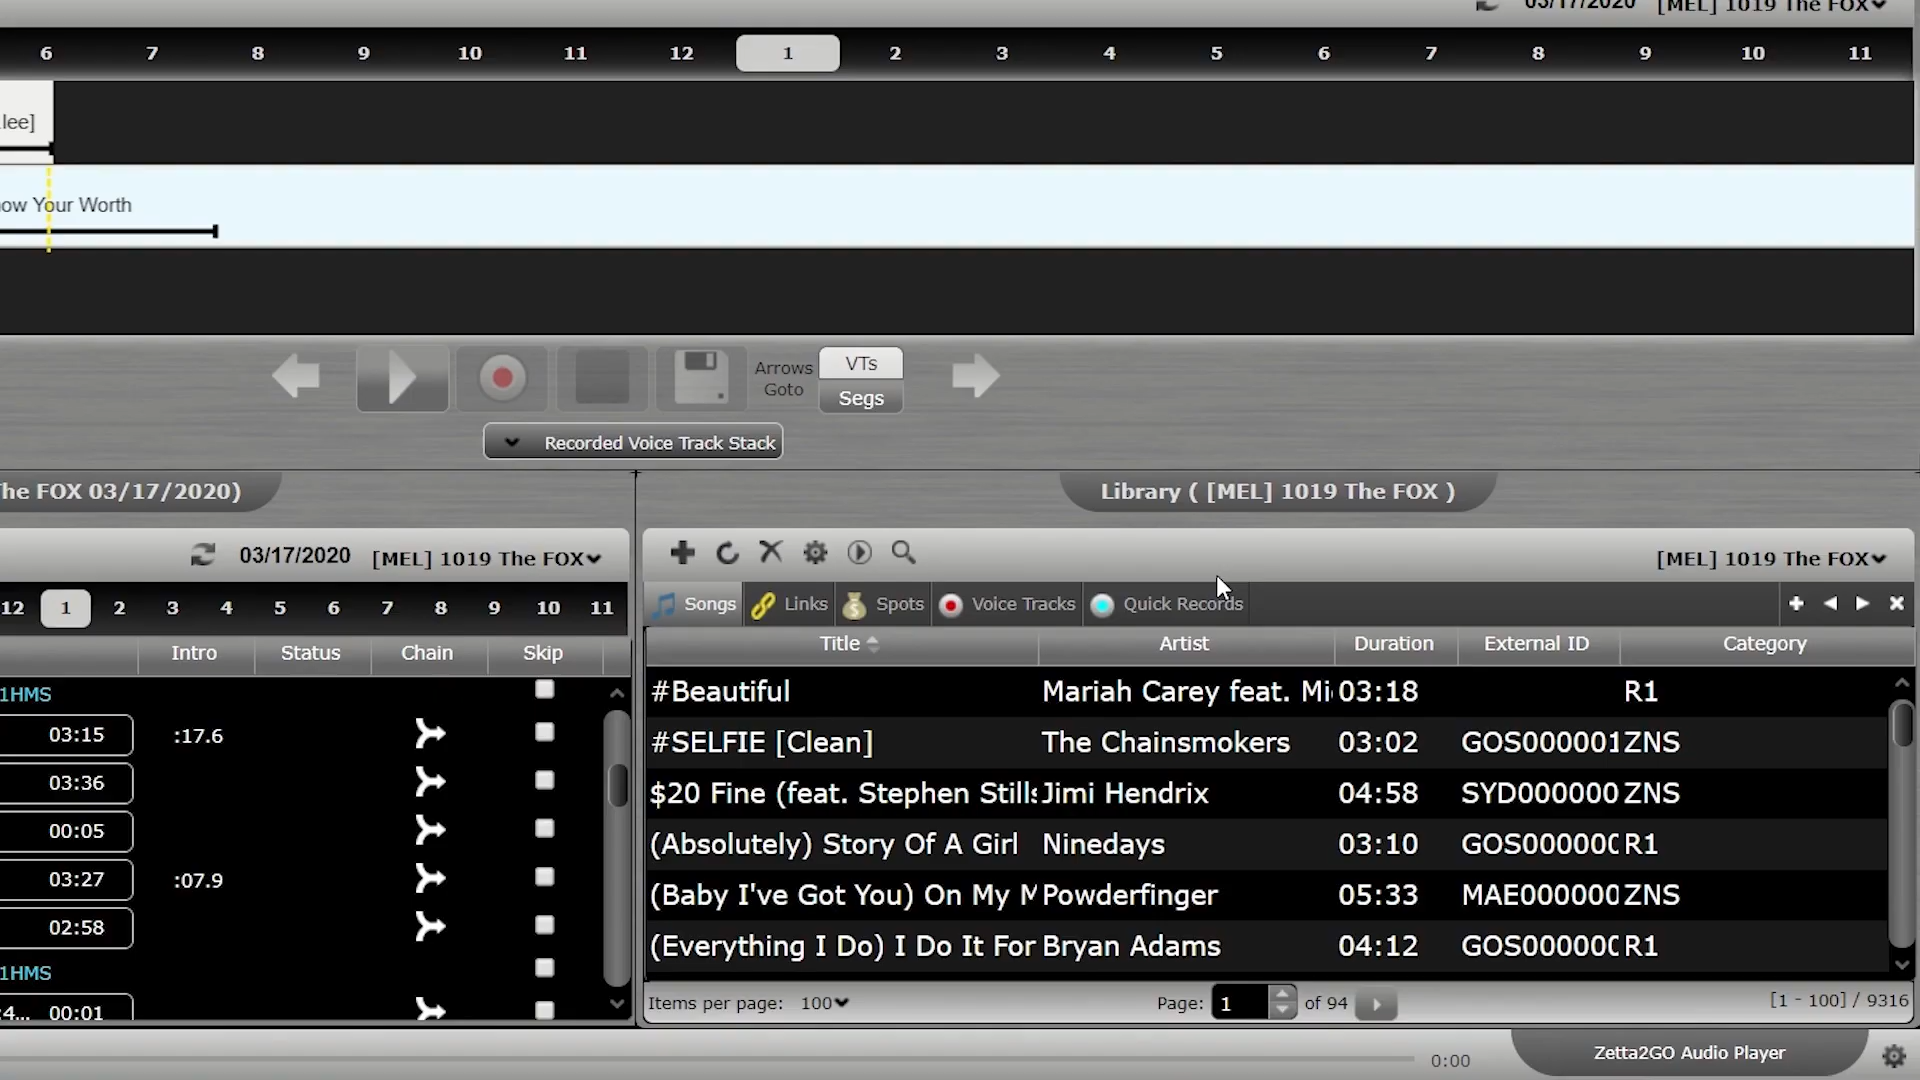 03/17/2020 [MEL] 1019 The FOX
6 7 8 9 10 11 12 1 2 3 4 5 6 7 8 9 10 11
lee]
ow Your Worth
Arrows Goto
VTs
Segs
Recorded Voice Track Stack
he FOX 03/17/2020)
03/17/2020 [MEL] 1019 The FOX
12 1 2 3 4 5 6 7 8 9 10 11
Intro Status Chain Skip
1HMS
03:15 :17.6
03:36
00:05
03:27 :07.9
02:58
1HMS
:4... 00:01
Library ( [MEL] 1019 The FOX )
[MEL] 1019 The FOX
Songs Links Spots Voice Tracks Quick Records
Title Artist Duration External ID Category
#Beautiful Mariah Carey feat. Mi 03:18 R1
#SELFIE [Clean] The Chainsmokers 03:02 GOS000001 ZNS
$20 Fine (feat. Stephen Stills Jimi Hendrix 04:58 SYD000000 ZNS
(Absolutely) Story Of A Girl Ninedays 03:10 GOS000000 R1
(Baby I've Got You) On My M Powderfinger 05:33 MAE000000 ZNS
(Everything I Do) I Do It For Bryan Adams 04:12 GOS000000 R1
Items per page: 100 Page: 1 of 94 [1 - 100] / 9316
0:00 Zetta2GO Audio Player